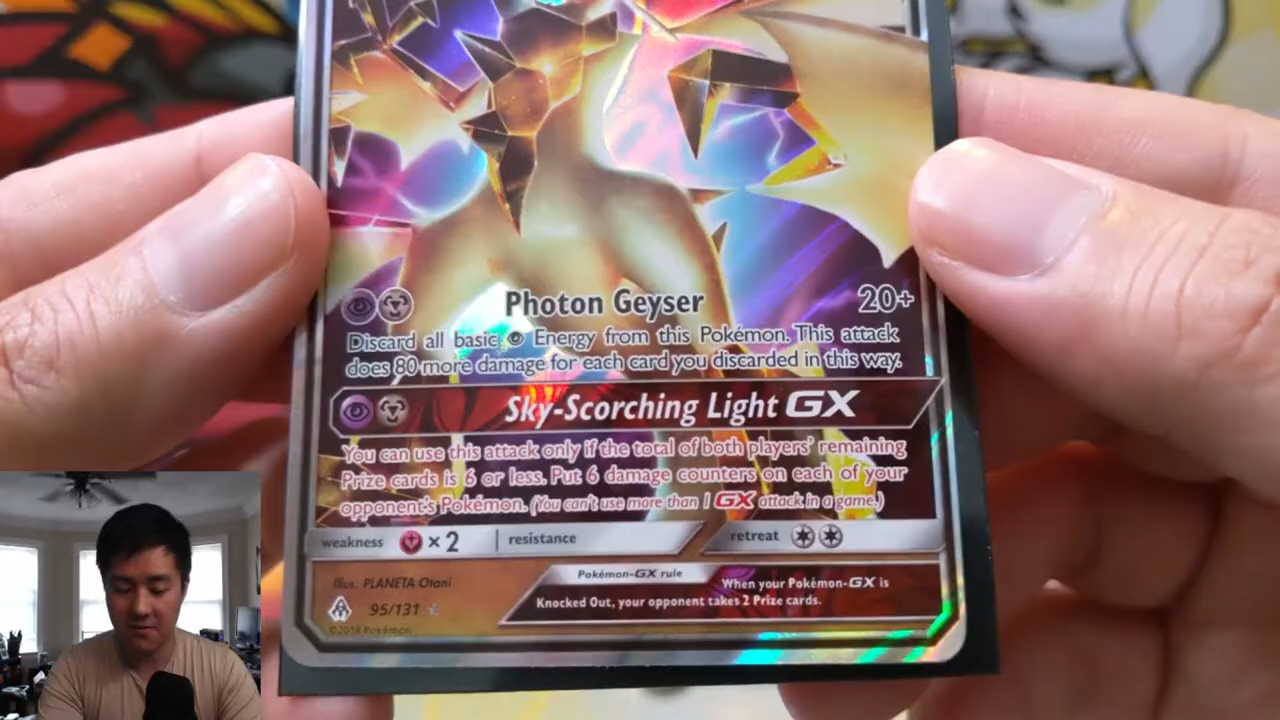 Photon Geyser 20+
Discard all basic Energy from this Pokémon. This attack
does 80 more damage for each card you discarded in this way.
Sky-Scorching Light GX
You can use this attack only if the total of both players' remaining
Prize cards is 6 or less. Put 6 damage counters on each of your
opponent's Pokémon. (You can't use more than 1 GX attack in a game.)
weakness ×2 resistance retreat
Illus. PLANETA Otani
Pokémon-GX rule
When your Pokémon-GX is
Knocked Out, your opponent takes 2 Prize cards.
95/131
©2018 Pokémon